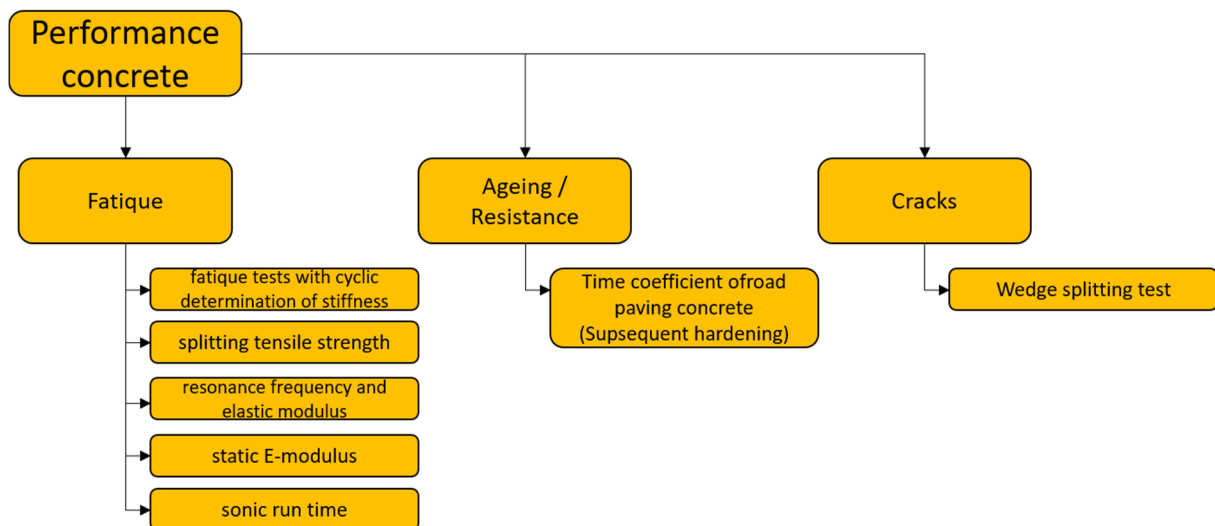 Performance
concrete
Fatique
Ageing /
Resistance
Cracks
fatique tests with cyclic
determination of stiffness
splitting tensile strength
resonance frequency and
elastic modulus
static E-modulus
sonic run time
Time coefficient ofroad
paving concrete
(Supsequent hardening)
Wedge splitting test